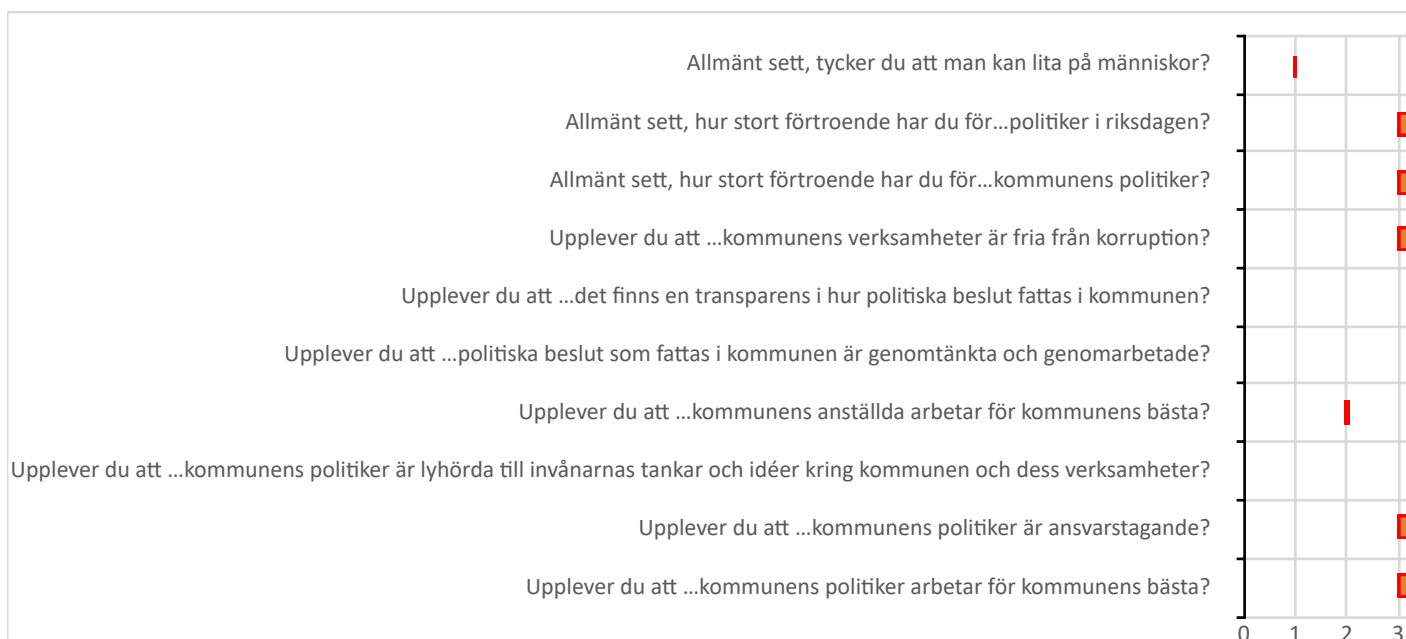 Allmänt sett, tycker du att man kan lita på människor?
Allmänt sett, hur stort förtroende har du för...politiker i riksdagen?
Allmänt sett, hur stort förtroende har du för...kommunens politiker?
Upplever du att ...kommunens verksamheter är fria från korruption?
Upplever du att ...det finns en transparens i hur politiska beslut fattas i kommunen?
Upplever du att ...politiska beslut som fattas i kommunen är genomtänkta och genomarbetade?
Upplever du att ...kommunens anställda arbetar för kommunens bästa?
Upplever du att ...kommunens politiker är lyhörda till invånarnas tankar och idéer kring kommunen och dess verksamheter?
Upplever du att ...kommunens politiker är ansvarstagande?
Upplever du att ...kommunens politiker arbetar för kommunens bästa?
0 1 2 3